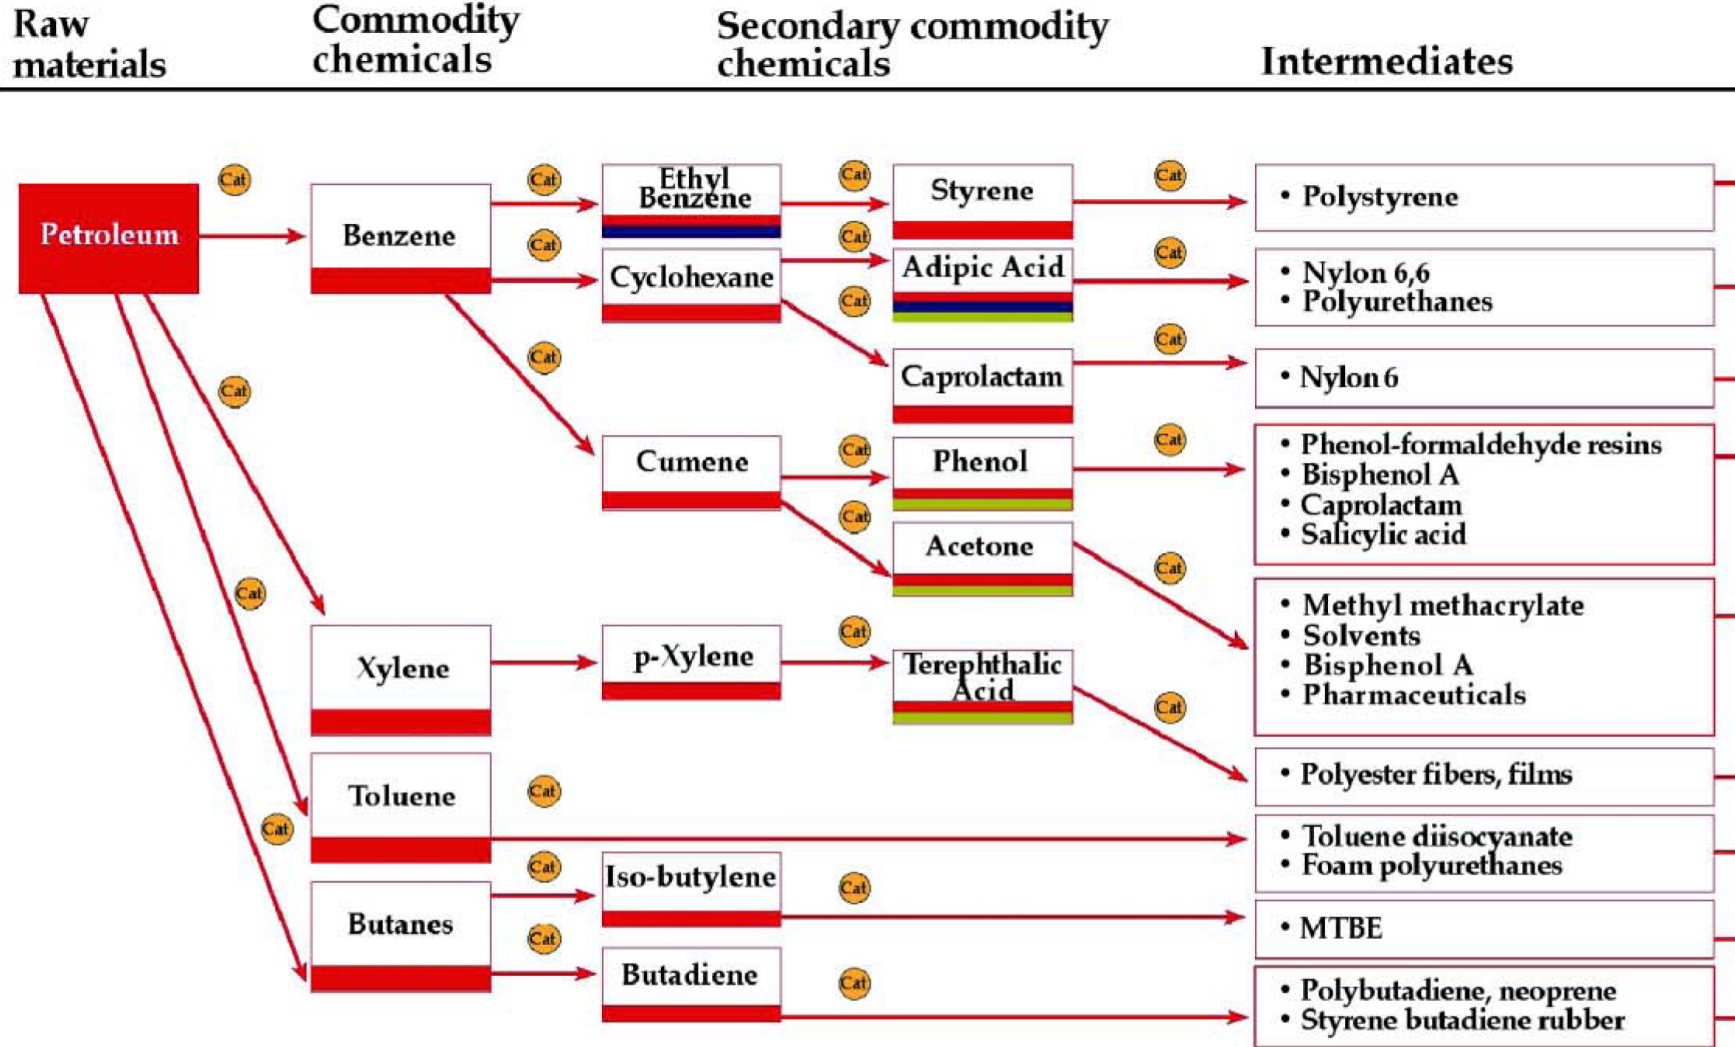 Raw
materials
Commodity
chemicals
Secondary commodity
chemicals
Intermediates
Petroleum
Cat
Cat
Cat
Cat
Benzene
Xylene
Toluene
Butanes
Cat
Cat
Cat
Cat
Cat
Cat
Ethyl
Benzene
Cyclohexane
Cumene
p-Xylene
Iso-butylene
Butadiene
Cat
Cat
Cat
Cat
Cat
Cat
Cat
Cat
Styrene
Adipic Acid
Caprolactam
Phenol
Acetone
Terephthalic
Acid
Cat
Cat
Cat
Cat
Cat
Cat
• Polystyrene
• Nylon 6,6
• Polyurethanes
• Nylon 6
• Phenol-formaldehyde resins
• Bisphenol A
• Caprolactam
• Salicylic acid
• Methyl methacrylate
• Solvents
• Bisphenol A
• Pharmaceuticals
• Polyester fibers, films
• Toluene diisocyanate
• Foam polyurethanes
• MTBE
• Polybutadiene, neoprene
• Styrene butadiene rubber